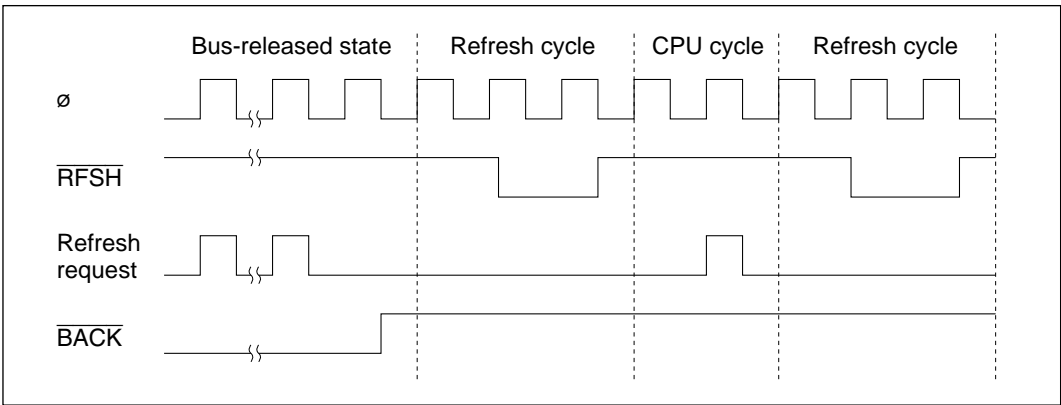 Bus-released state Refresh cycle CPU cycle Refresh cycle
ø
RFSH
Refresh
request
BACK